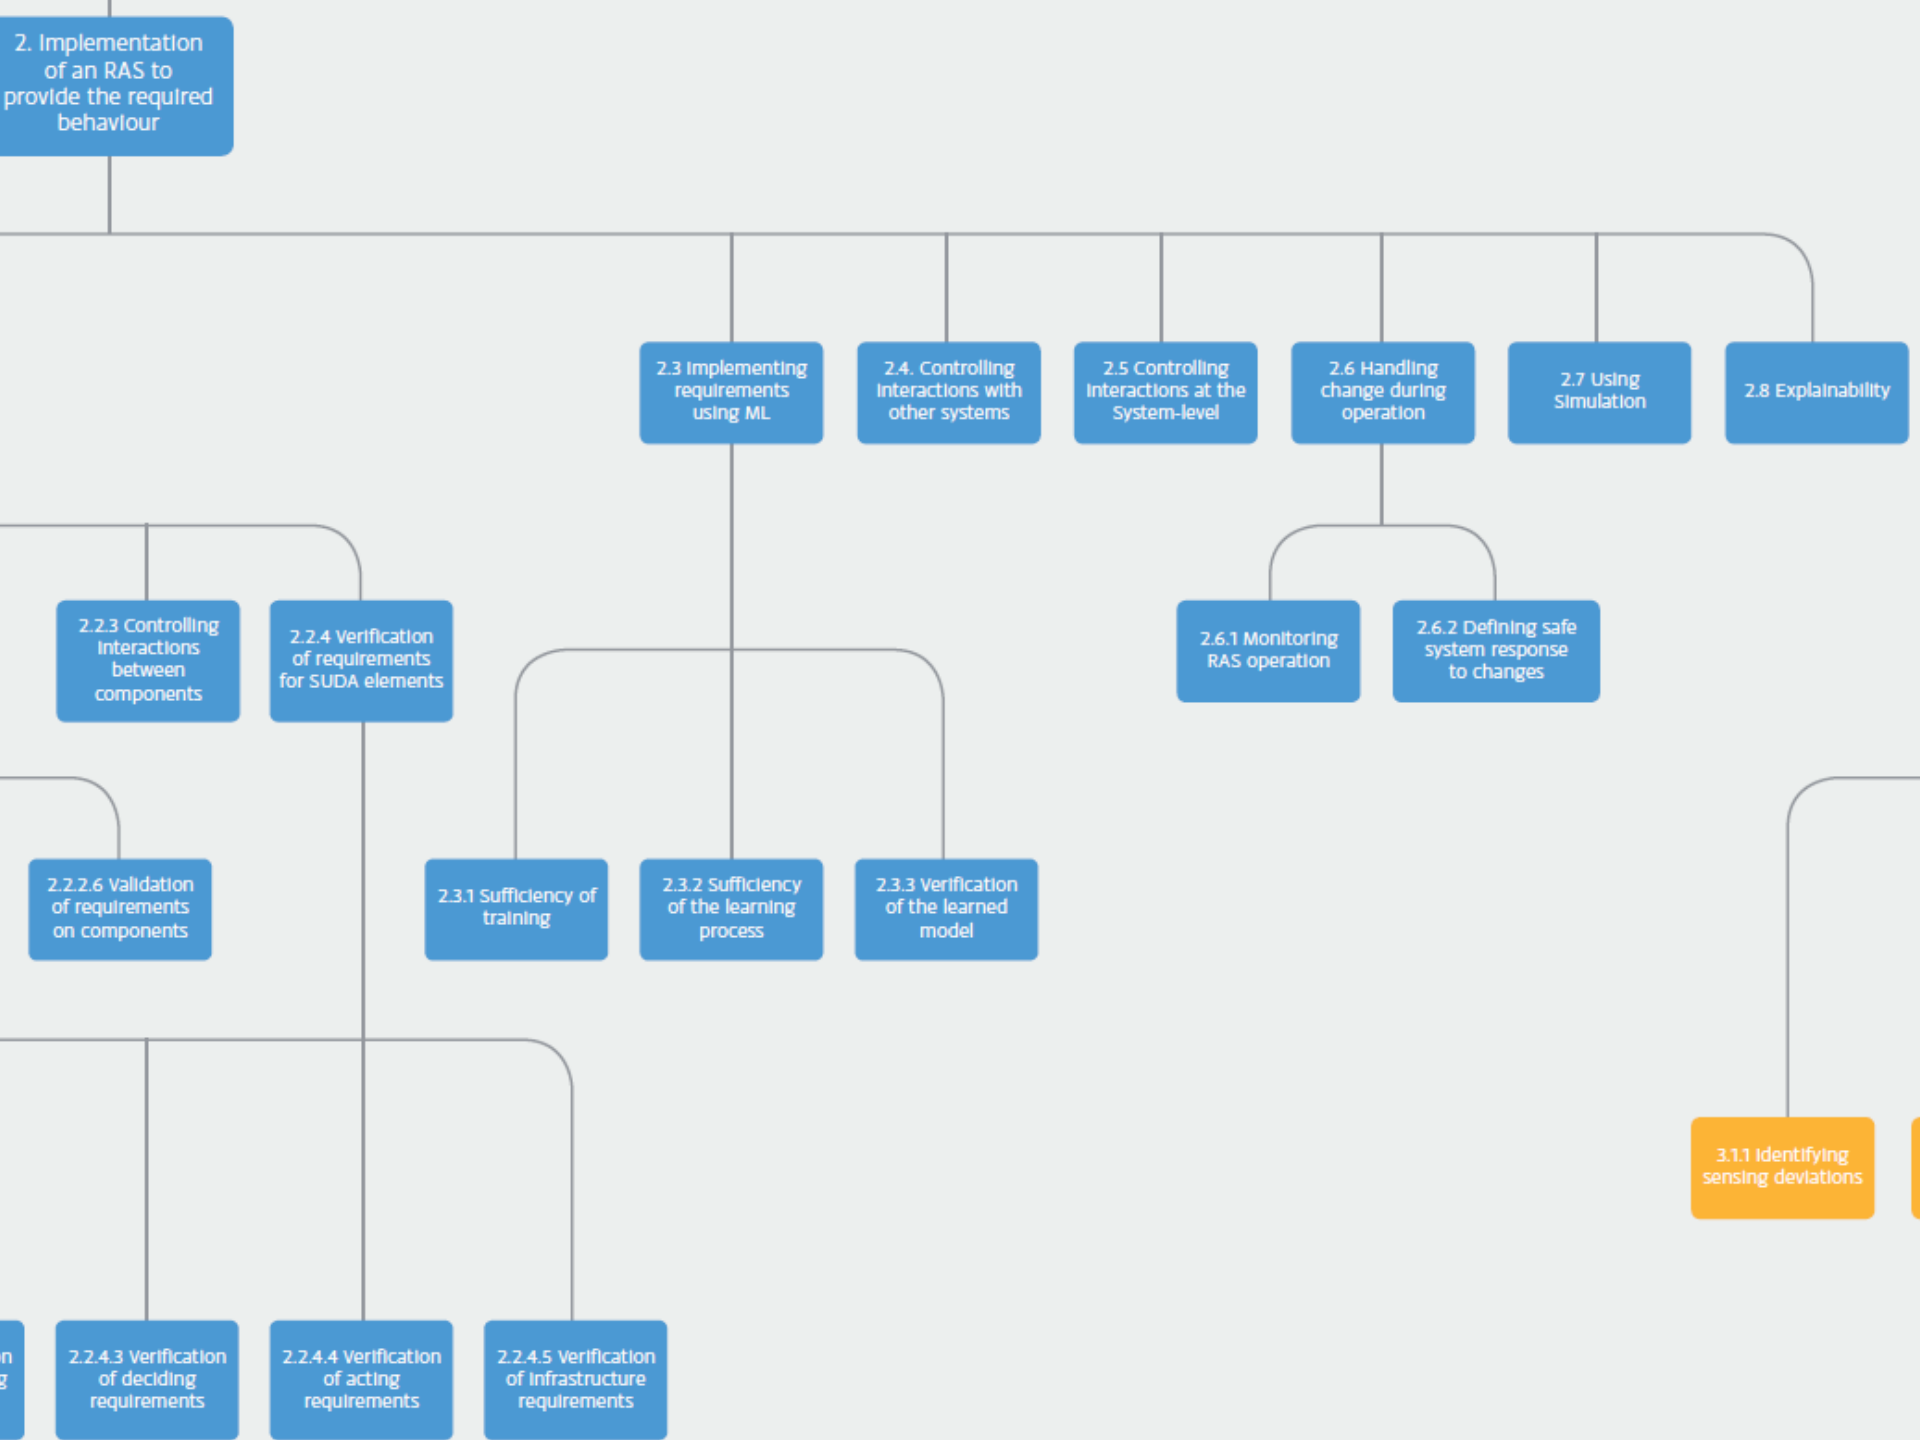 2. Implementation
of an RAS to
provide the required
behaviour
2.3 Implementing
requirements
using ML
2.4. Controlling
interactions with
other systems
2.5 Controlling
interactions at the
System-level
2.6 Handling
change during
operation
2.7 Using
Simulation
2.8 Explainability
2.2.3 Controlling
interactions
between
components
2.2.4 Verification
of requirements
for SUDA elements
2.6.1 Monitoring
RAS operation
2.6.2 Defining safe
system response
to changes
2.2.2.6 Validation
of requirements
on components
2.3.1 Sufficiency of
training
2.3.2 Sufficiency
of the learning
process
2.3.3 Verification
of the learned
model
3.1.1 Identifying
sensing deviations
2.2.4.3 Verification
of deciding
requirements
2.2.4.4 Verification
of acting
requirements
2.2.4.5 Verification
of infrastructure
requirements